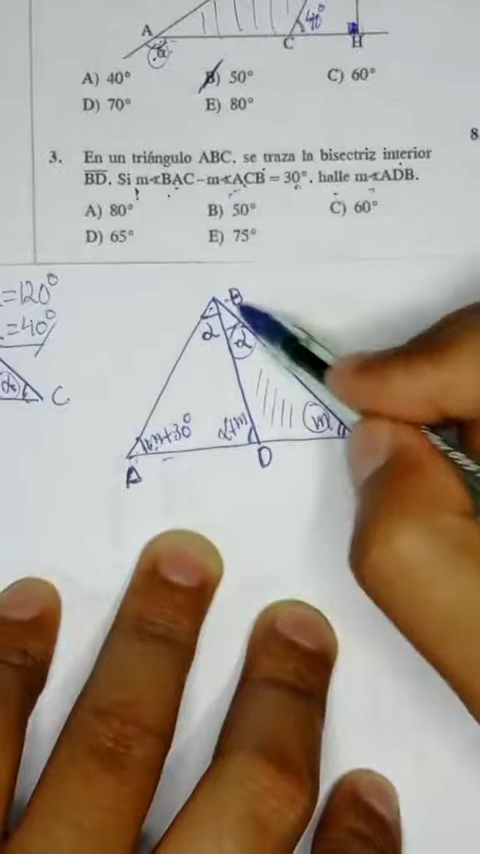 A
40°
α
C
H
A) 40°
B) 50°
C) 60°
D) 70°
E) 80°
8
3. En un triángulo ABC, se traza la bisectriz interior
BD. Si m∢BAC – m∢ACB = 30°, halle m∢ADB.
A) 80°
B) 50°
C) 60°
D) 65°
E) 75°
=120°
=40°
C
B
α
α
m+30°
α+m
m
A
D